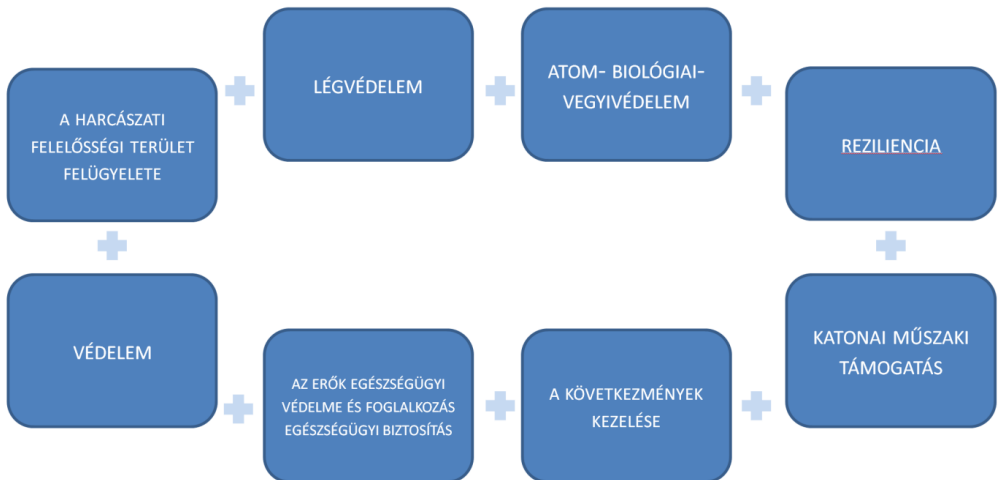 A HARCÁSZATI
FELELŐSSÉGI TERÜLET
FELÜGYELETE
LÉGVÉDELEM
ATOM- BIOLÓGIAI-
VEGYIVÉDELEM
REZILIENCIA
VÉDELEM
AZ ERŐK EGÉSZSÉGÜGYI
VÉDELME ÉS FOGLALKOZÁS
EGÉSZSÉGÜGYI BIZTOSÍTÁS
A KÖVETKEZMÉNYEK
KEZELÉSE
KATONAI MŰSZAKI
TÁMOGATÁS